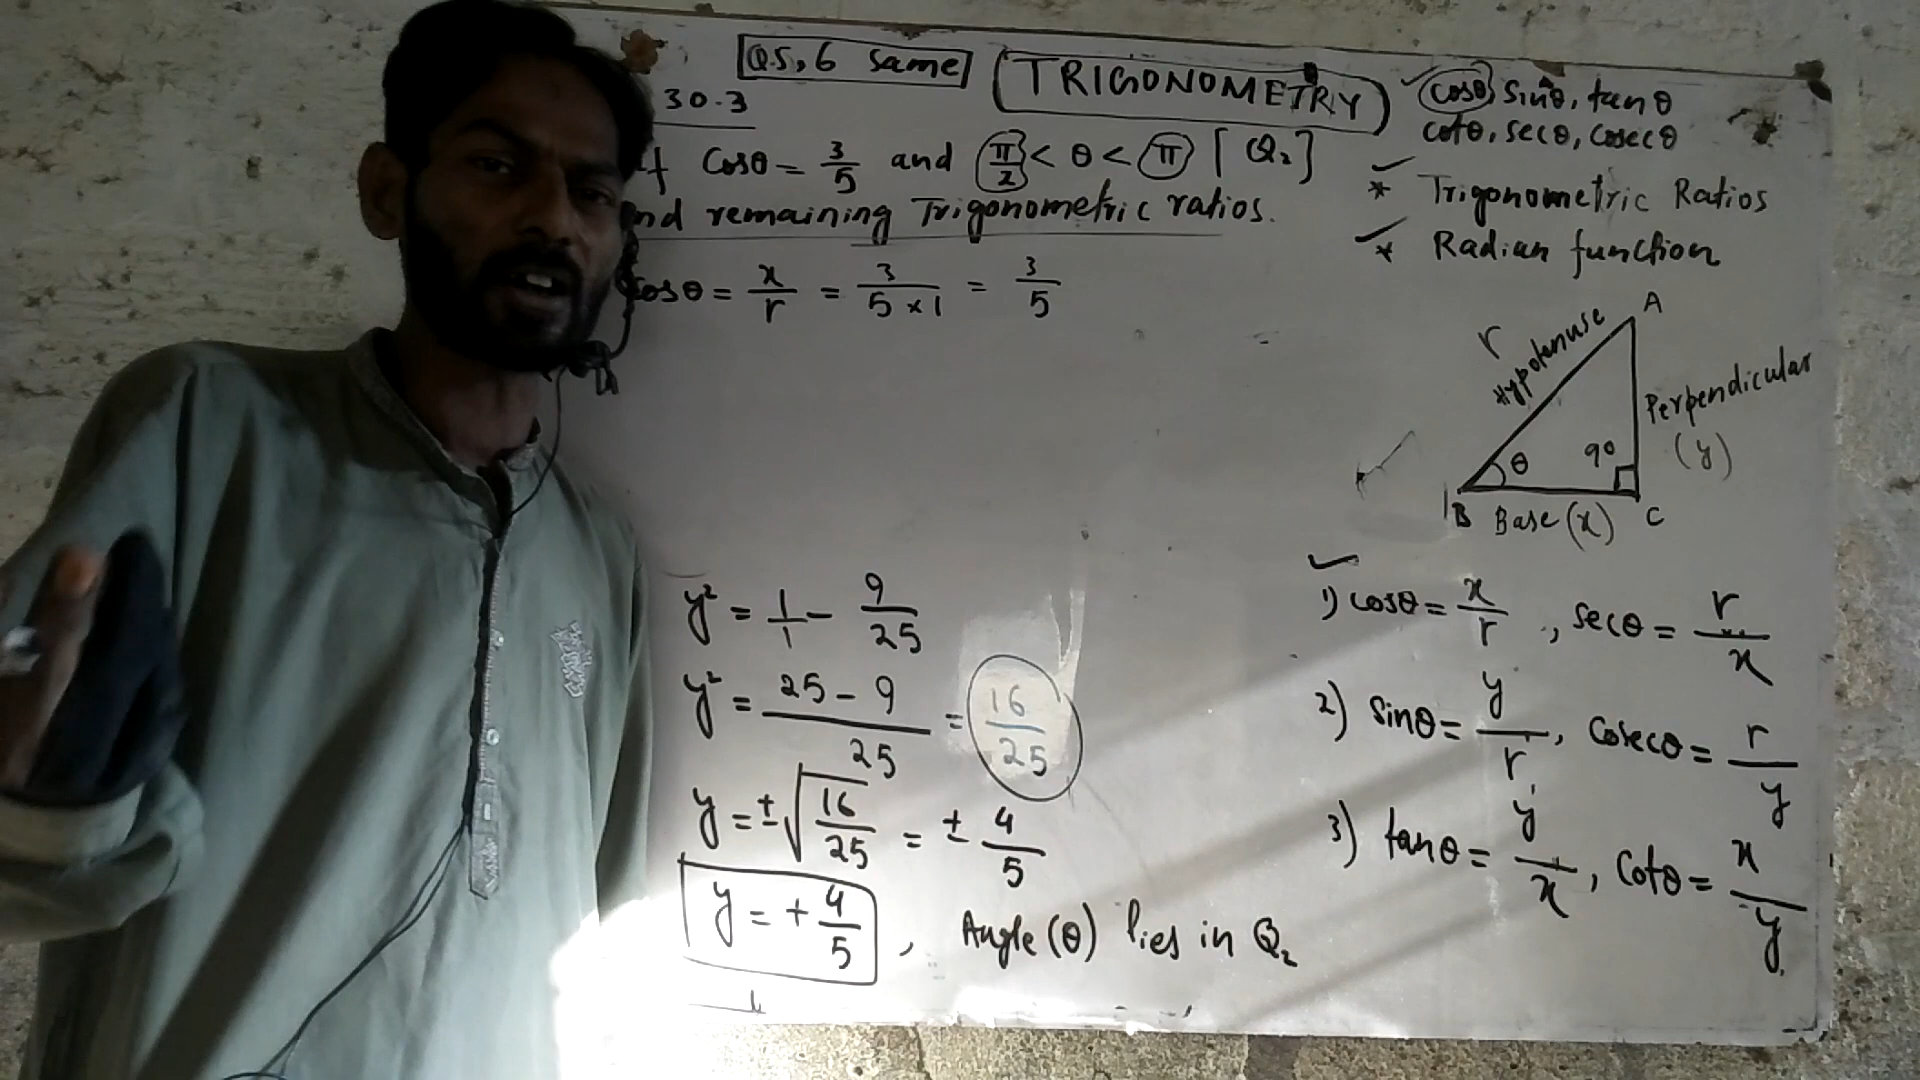 Q.5, 6 Same
TRIGONOMETRY
30.3
If Cosθ = 3/5 and π/2 < θ < π [Q₂]
nd remaining Trigonometric ratios.
Cosθ = x/r = 3/(5 × 1) = 3/5
y² = 1/1 - 9/25
y² = (25 - 9)/25 = 16/25
y = ±√(16/25) = ± 4/5
y = + 4/5 , Angle (θ) lies in Q₂
cosθ, sinθ, tanθ
cotθ, secθ, cosecθ
* Trigonometric Ratios
* Radian function
A
r
Hypotenuse
Perpendicular
(y)
θ
90
B Base (x) C
1) cosθ = x/r , secθ = r/x
2) Sinθ = y/r , Cosecθ = r/y
3) tanθ = y/x , Cotθ = x/y